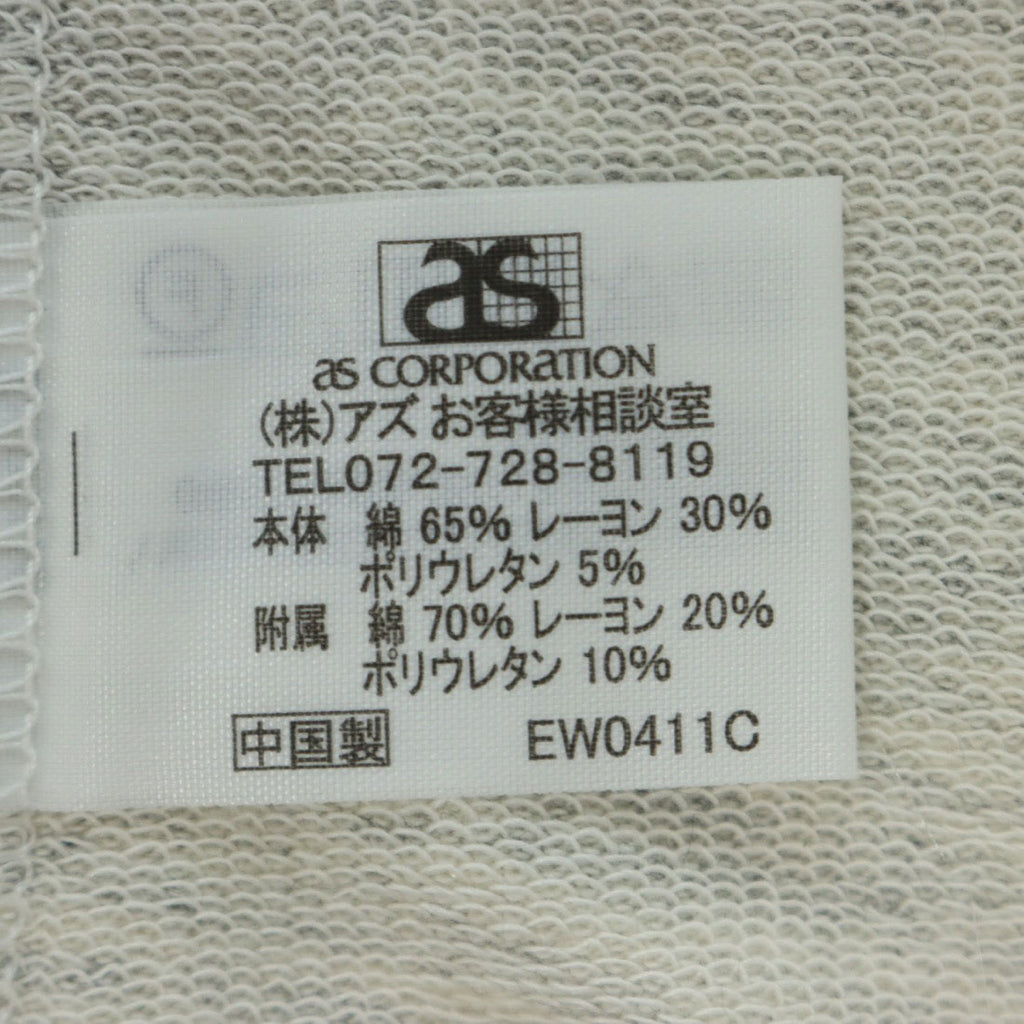 as
as CORPORATION
(株)アズ お客様相談室
TEL072-728-8119
本体 綿 65% レーヨン 30%
ポリウレタン 5%
附属 綿 70% レーヨン 20%
ポリウレタン 10%
中国製 EW0411C